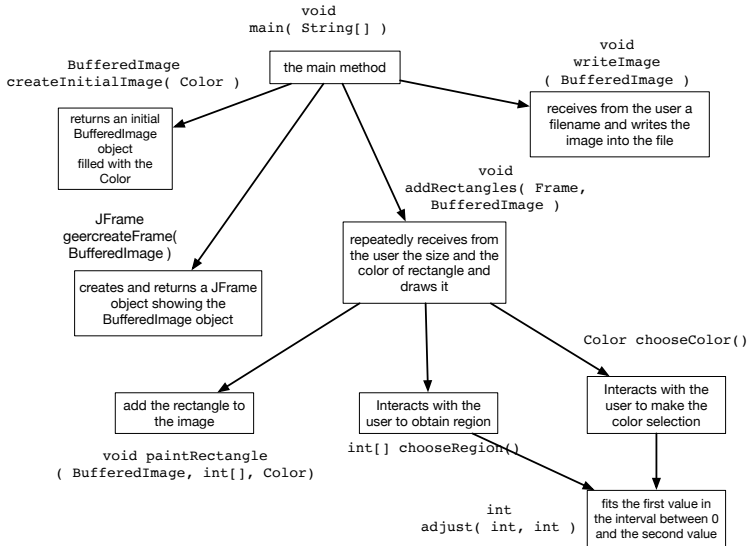 void
main( String[] )
the main method
BufferedImage
createInitialImage( Color )
returns an initial
BufferedImage
object
filled with the
Color
void
writeImage
( BufferedImage )
receives from the user a
filename and writes the
image into the file
void
addRectangles( Frame,
BufferedImage )
repeatedly receives from
the user the size and the
color of rectangle and
draws it
JFrame
geercreateFrame(
BufferedImage )
creates and returns a JFrame
object showing the
BufferedImage object
Color chooseColor()
add the rectangle to
the image
void paintRectangle
( BufferedImage, int[], Color)
Interacts with the
user to obtain region
int[] chooseRegion()
Interacts with the
user to make the
color selection
int
adjust( int, int )
fits the first value in
the interval between 0
and the second value